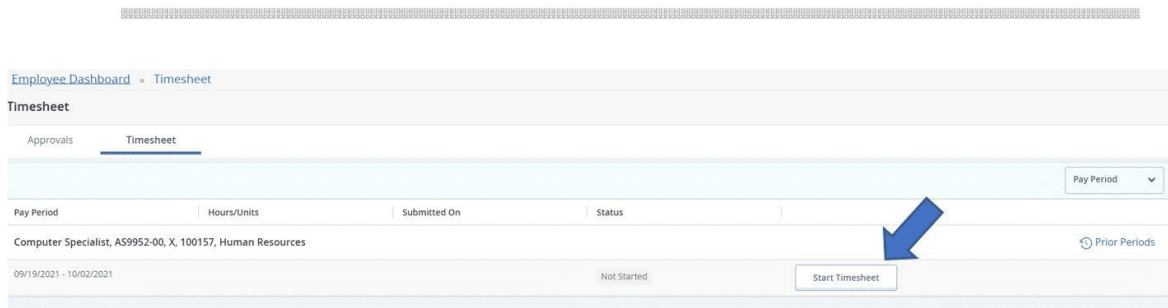 Employee Dashboard • Timesheet
Timesheet
Approvals Timesheet
Pay Period
Pay Period Hours/Units Submitted On Status
Computer Specialist, AS9952-00, X, 100157, Human Resources Prior Periods
09/19/2021 - 10/02/2021 Not Started Start Timesheet